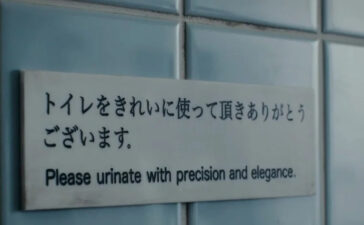 トイレをきれいに使って頂きありがとう
ございます。
Please urinate with precision and elegance.